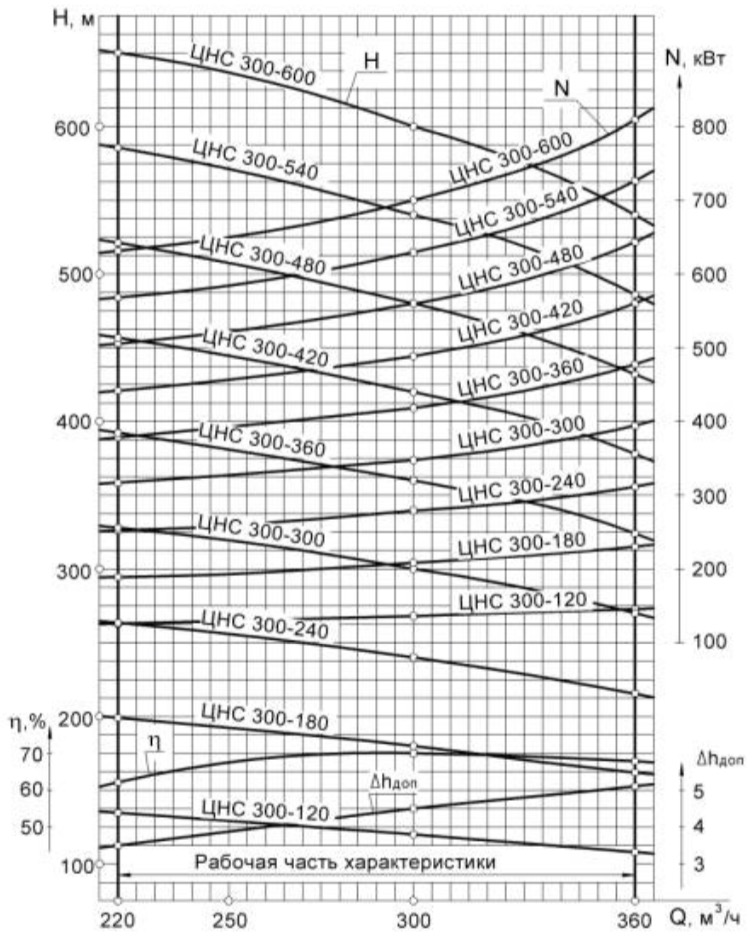 H, м
ЦНС 300-600
H
N, кВт
N
600
800
ЦНС 300-540
ЦНС 300-600
700
ЦНС 300-540
500
ЦНС 300-480
ЦНС 300-480
600
ЦНС 300-420
ЦНС 300-420
500
ЦНС 300-360
400
ЦНС 300-360
400
ЦНС 300-300
ЦНС 300-240
300
ЦНС 300-300
ЦНС 300-180
300
200
ЦНС 300-120
ЦНС 300-240
100
200
η,%
ЦНС 300-180
η
70
Δhдоп
60
Δhдоп
5
50
ЦНС 300-120
4
100
Рабочая часть характеристики
3
220
250
300
360
Q, м³/ч